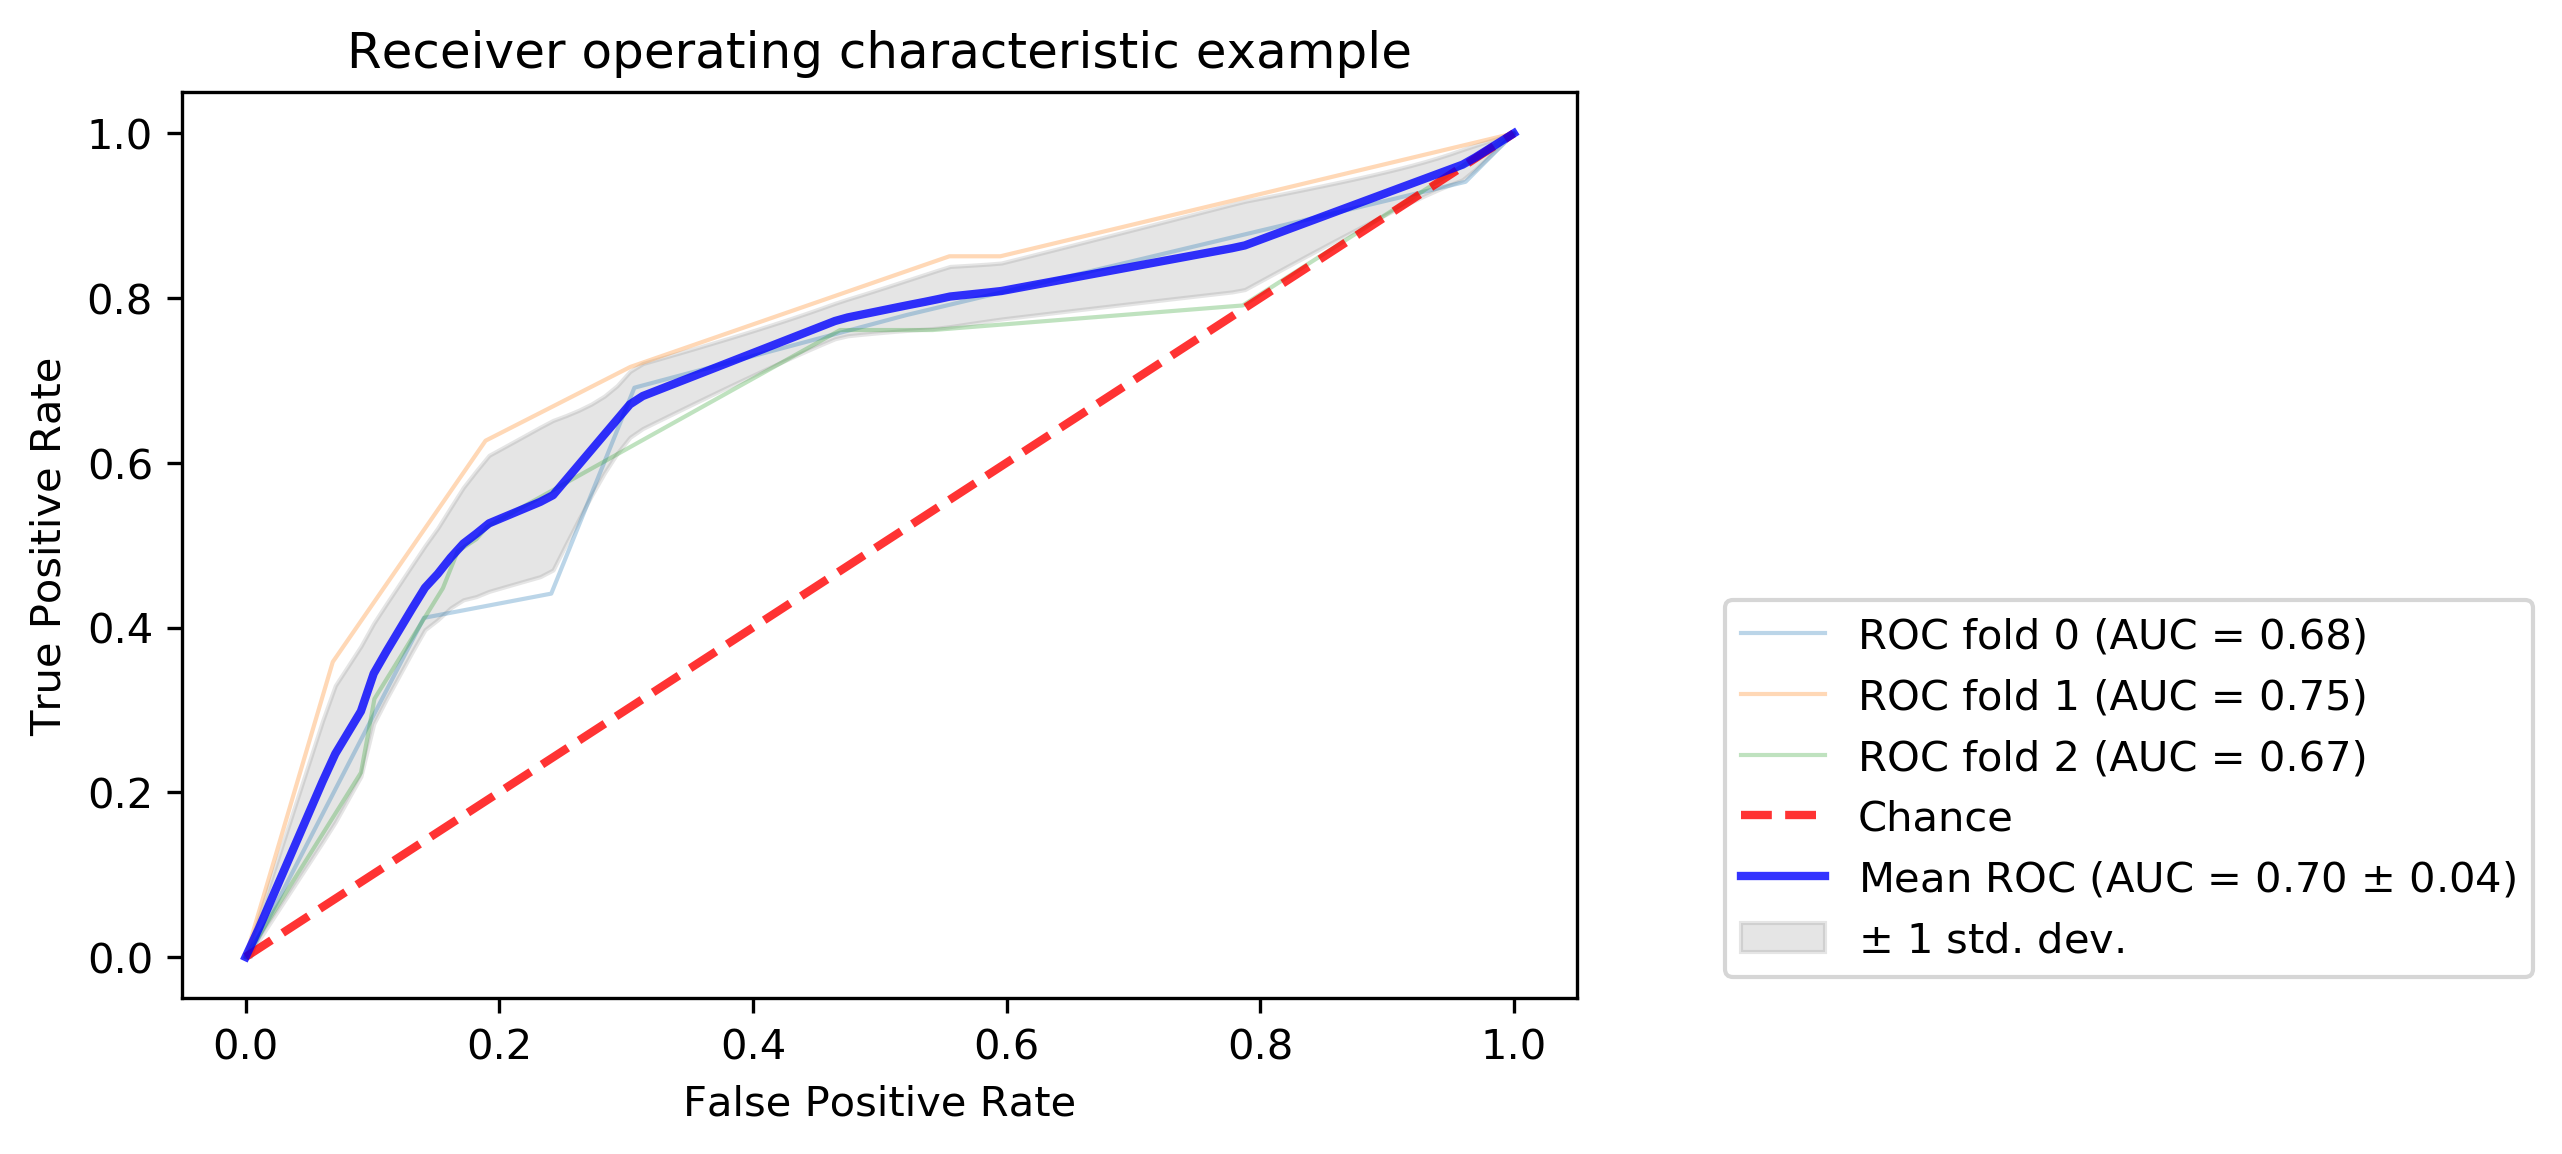 Receiver operating characteristic example
1.0
0.8
0.6
0.4
0.2
0.0
True Positive Rate
0.0 0.2 0.4 0.6 0.8 1.0
False Positive Rate
ROC fold 0 (AUC = 0.68)
ROC fold 1 (AUC = 0.75)
ROC fold 2 (AUC = 0.67)
Chance
Mean ROC (AUC = 0.70 ± 0.04)
± 1 std. dev.